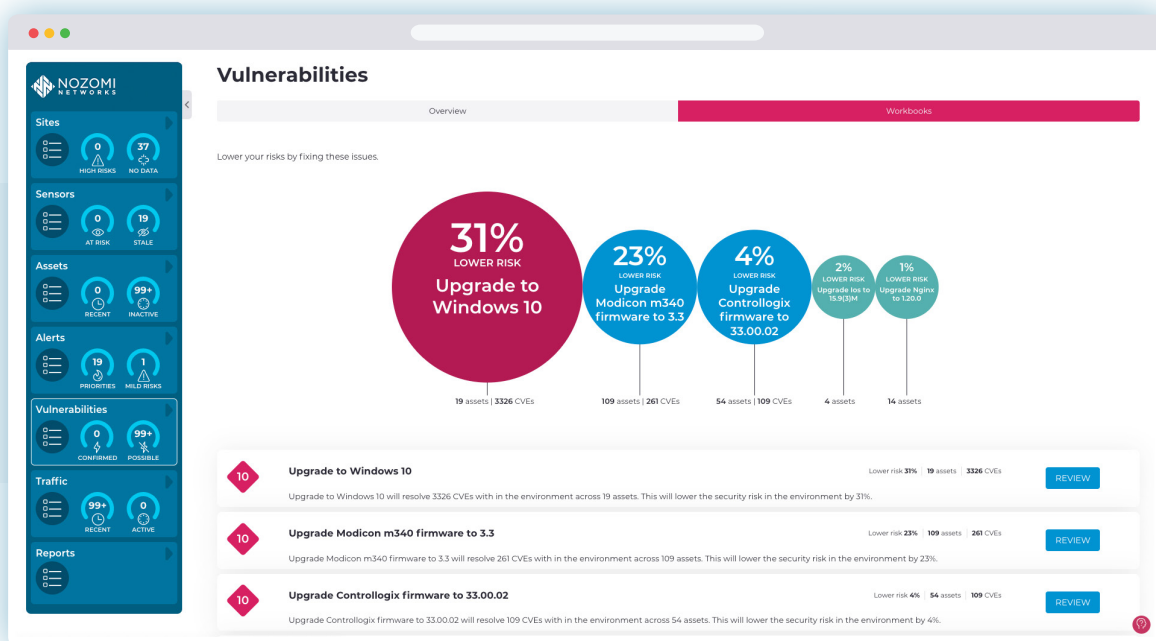 NOZOMI
NETWORKS
Sites
0
HIGH RISKS
37
NO DATA
Sensors
0
AT RISK
19
STALE
Assets
0
RECENT
99+
INACTIVE
Alerts
19
PRIORITIES
1
MILD RISKS
Vulnerabilities
0
CONFIRMED
99+
POSSIBLE
Traffic
99+
RECENT
0
ACTIVE
Reports
Vulnerabilities
Overview
Workbooks
Lower your risks by fixing these issues.
31%
LOWER RISK
Upgrade to
Windows 10
19 assets | 3326 CVEs
23%
LOWER RISK
Upgrade
Modicon m340
firmware to 3.3
109 assets | 261 CVEs
4%
LOWER RISK
Upgrade
Controllogix
firmware to
33.00.02
54 assets | 109 CVEs
2%
LOWER RISK
Upgrade Ios to
15.9(3)M
4 assets
1%
LOWER RISK
Upgrade Nginx
to 1.20.0
14 assets
10
Upgrade to Windows 10
Lower risk 31% | 19 assets | 3326 CVEs
REVIEW
Upgrade to Windows 10 will resolve 3326 CVEs with in the environment across 19 assets. This will lower the security risk in the environment by 31%.
10
Upgrade Modicon m340 firmware to 3.3
Lower risk 23% | 109 assets | 261 CVEs
REVIEW
Upgrade Modicon m340 firmware to 3.3 will resolve 261 CVEs with in the environment across 109 assets. This will lower the security risk in the environment by 23%.
10
Upgrade Controllogix firmware to 33.00.02
Lower risk 4% | 54 assets | 109 CVEs
REVIEW
Upgrade Controllogix firmware to 33.00.02 will resolve 109 CVEs with in the environment across 54 assets. This will lower the security risk in the environment by 4%.